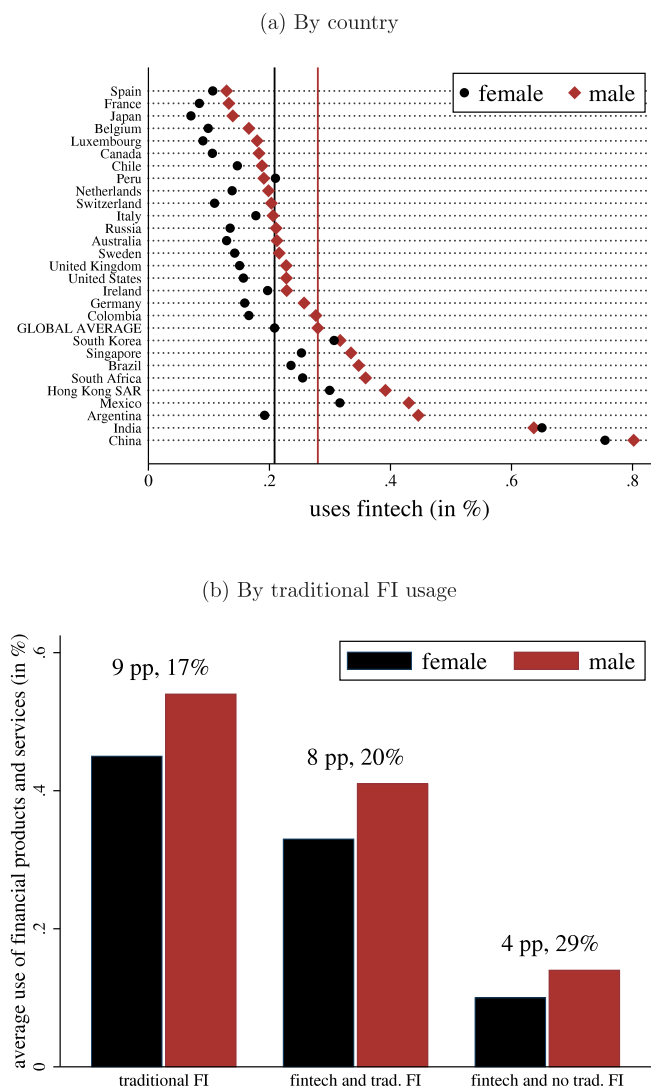 (a) By country
female male
Spain
France
Japan
Belgium
Luxembourg
Canada
Chile
Peru
Netherlands
Switzerland
Italy
Russia
Australia
Sweden
United Kingdom
United States
Ireland
Germany
Colombia
GLOBAL AVERAGE
South Korea
Singapore
Brazil
South Africa
Hong Kong SAR
Mexico
Argentina
India
China
0 .2 .4 .6 .8
uses fintech (in %)
(b) By traditional FI usage
average use of financial products and services (in %)
.6
.4
.2
0
female male
9 pp, 17%
8 pp, 20%
4 pp, 29%
traditional FI fintech and trad. FI fintech and no trad. FI